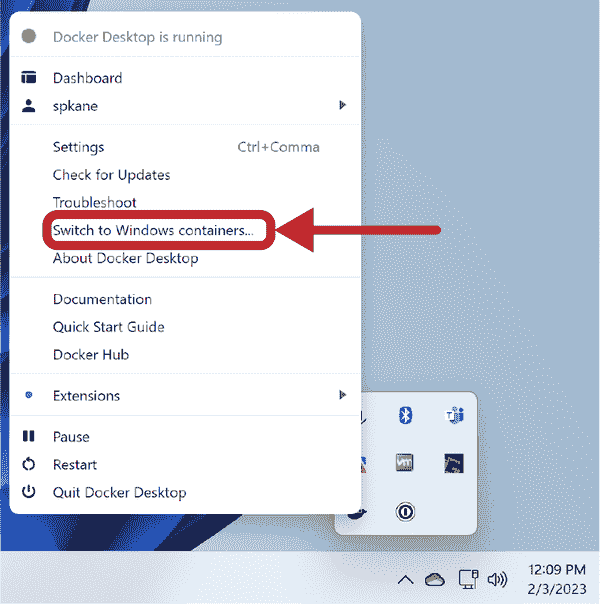 Docker Desktop is running
Dashboard
spkane
Settings Ctrl+Comma
Check for Updates
Troubleshoot
Switch to Windows containers...
About Docker Desktop
Documentation
Quick Start Guide
Docker Hub
Extensions
Pause
Restart
Quit Docker Desktop
12:09 PM
2/3/2023